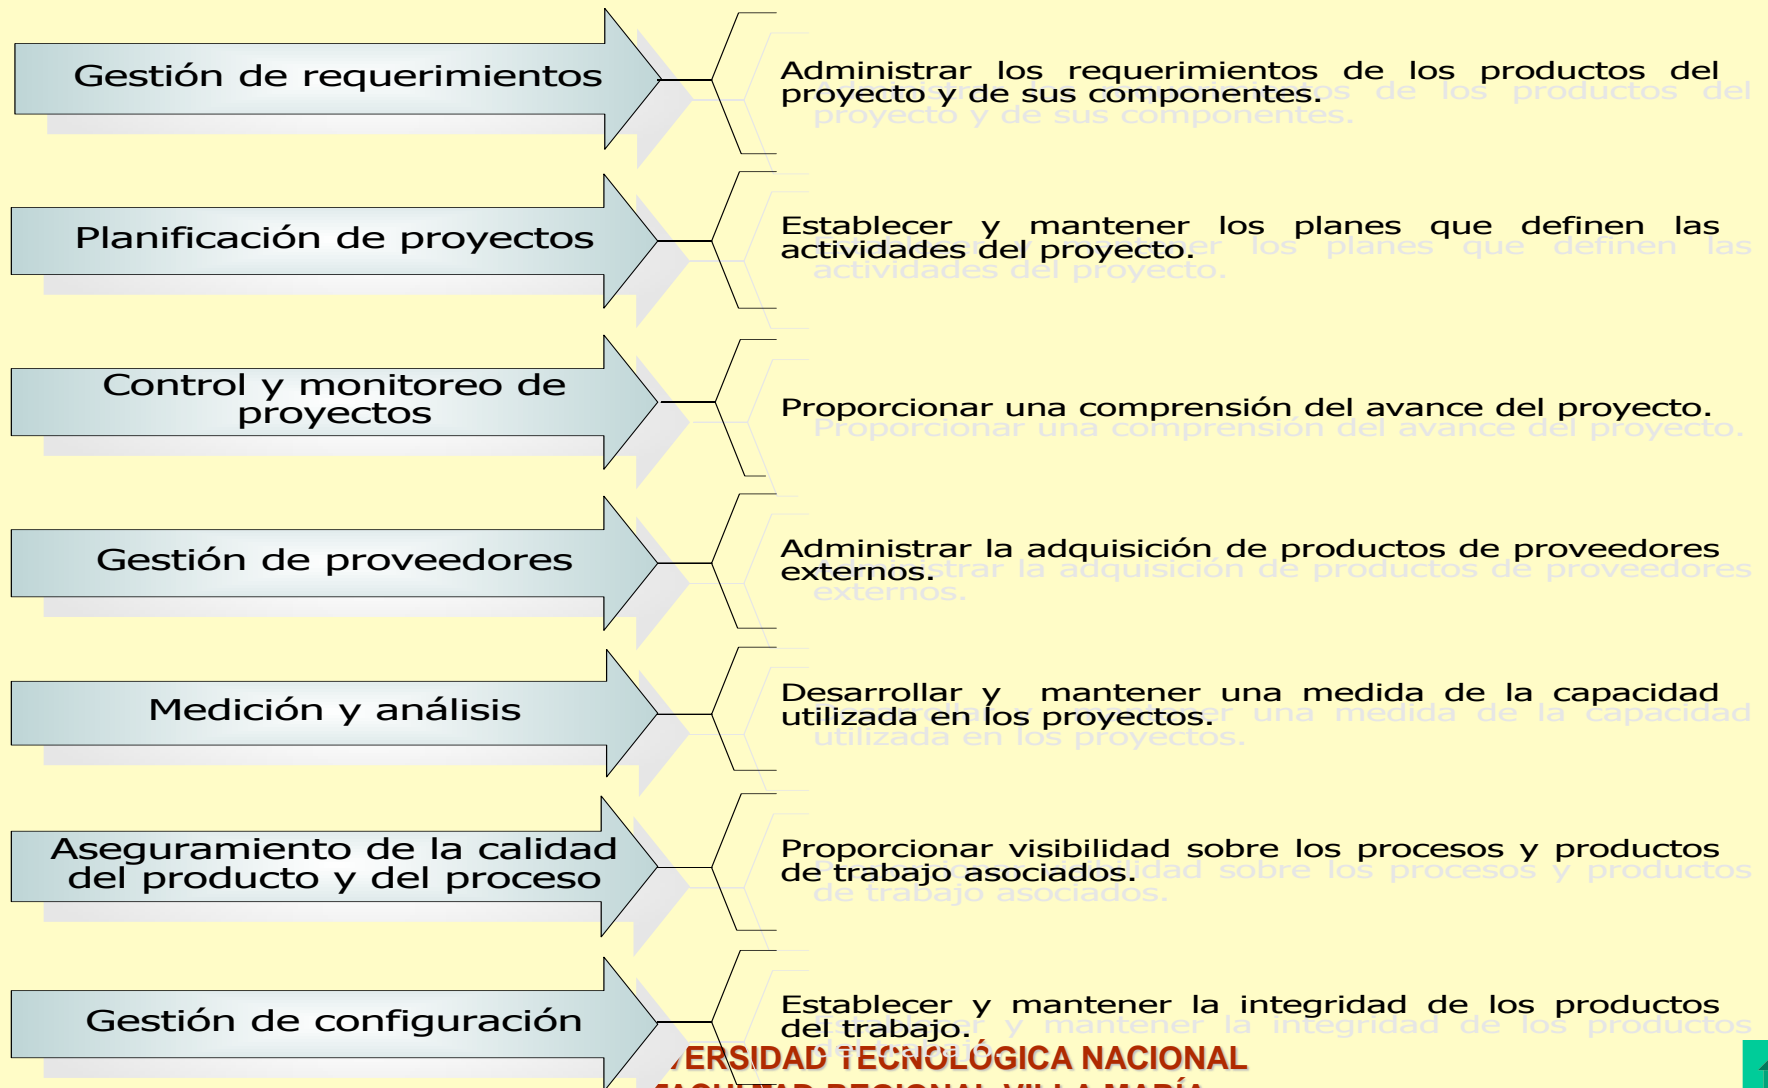 Gestión de requerimientos
Administrar los requerimientos de los productos del
proyecto y de sus componentes.
Planificación de proyectos
Establecer y mantener los planes que definen las
actividades del proyecto.
Control y monitoreo de
proyectos
Proporcionar una comprensión del avance del proyecto.
Gestión de proveedores
Administrar la adquisición de productos de proveedores
externos.
Medición y análisis
Desarrollar y mantener una medida de la capacidad
utilizada en los proyectos.
Aseguramiento de la calidad
del producto y del proceso
Proporcionar visibilidad sobre los procesos y productos
de trabajo asociados.
Gestión de configuración
Establecer y mantener la integridad de los productos
del trabajo.
VERSIDAD TECNOLÓGICA NACIONAL
REGIONAL VILLA MARÍA